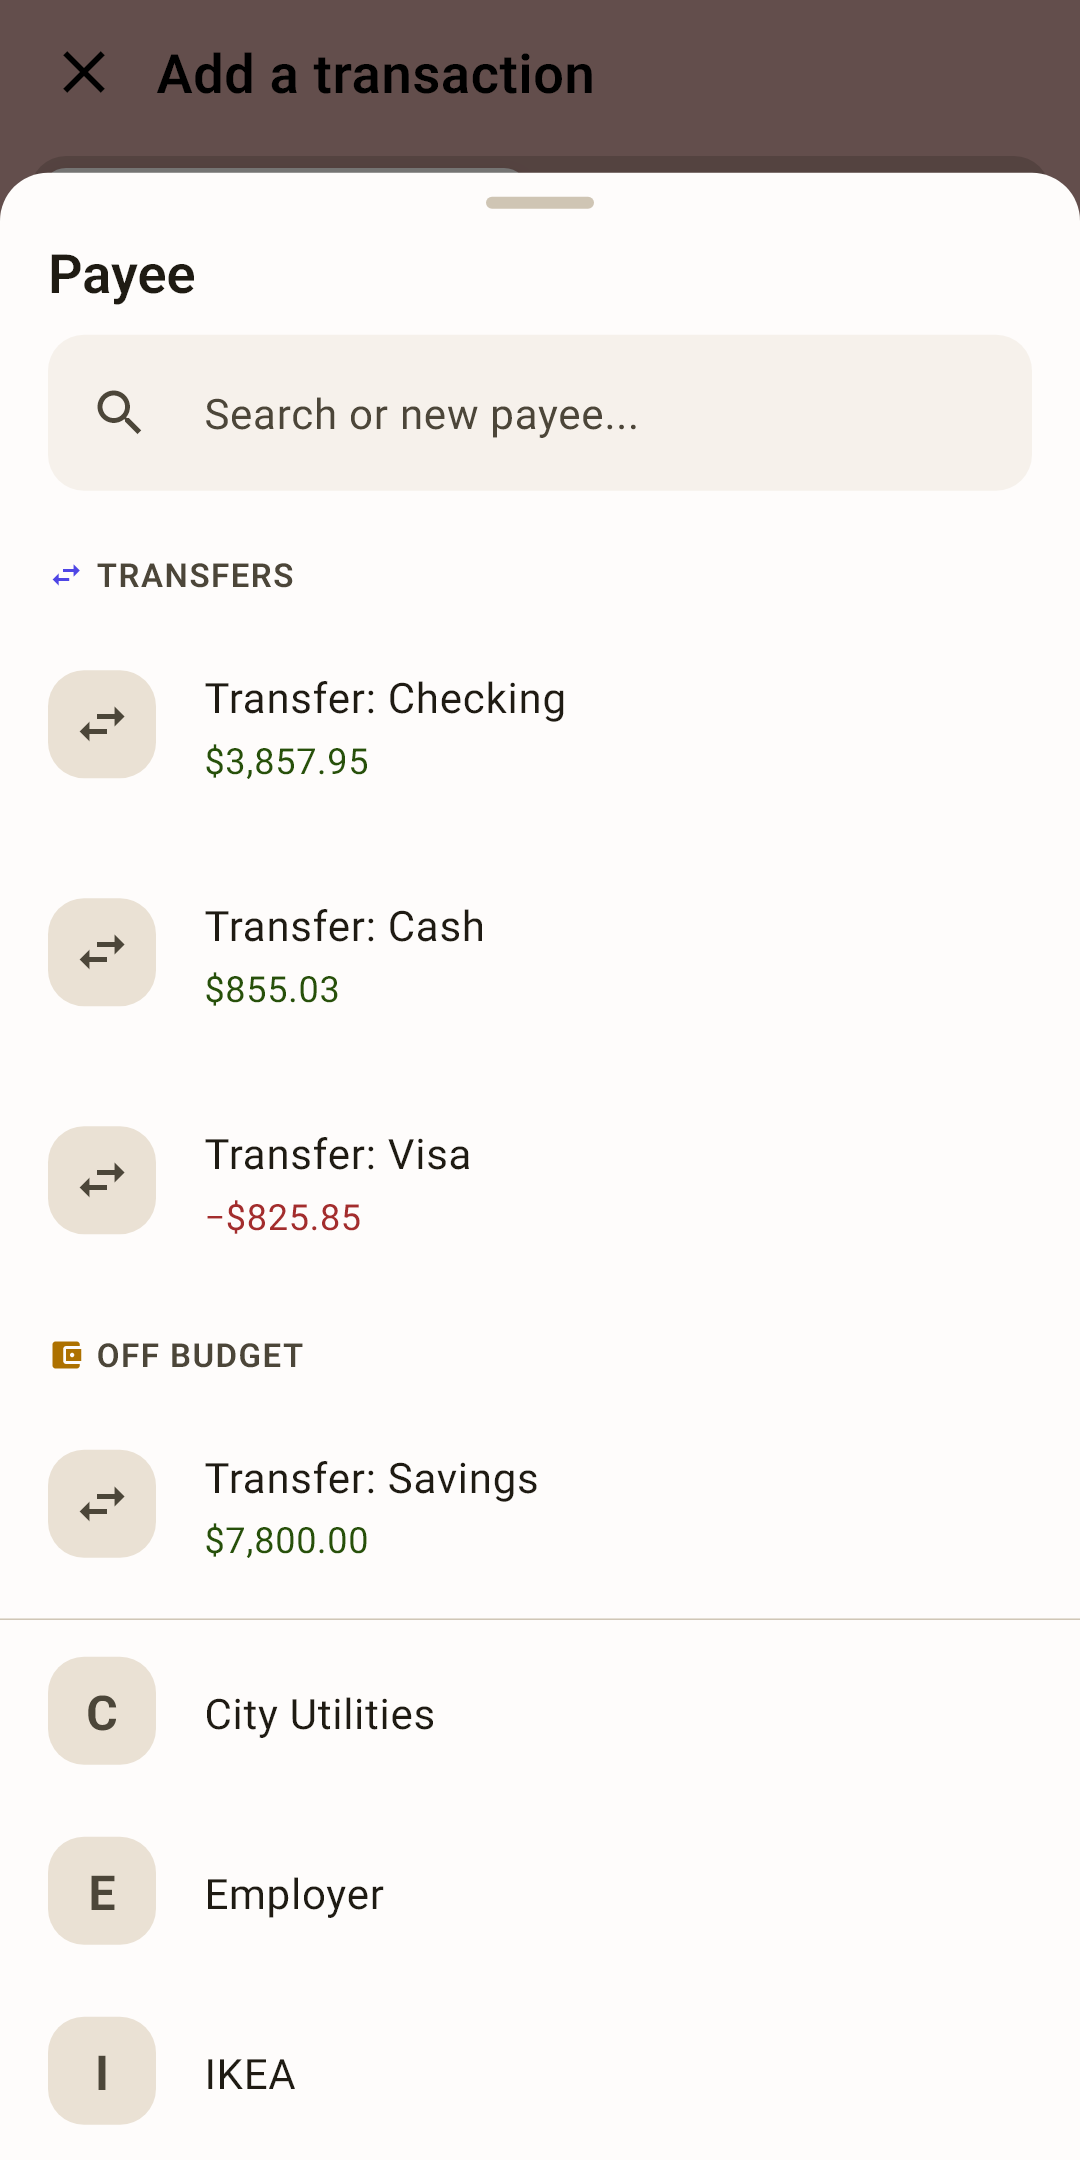 Add a transaction
Payee
Search or new payee...
TRANSFERS
Transfer: Checking
$3,857.95
Transfer: Cash
$855.03
Transfer: Visa
−$825.85
OFF BUDGET
Transfer: Savings
$7,800.00
C
City Utilities
E
Employer
I
IKEA